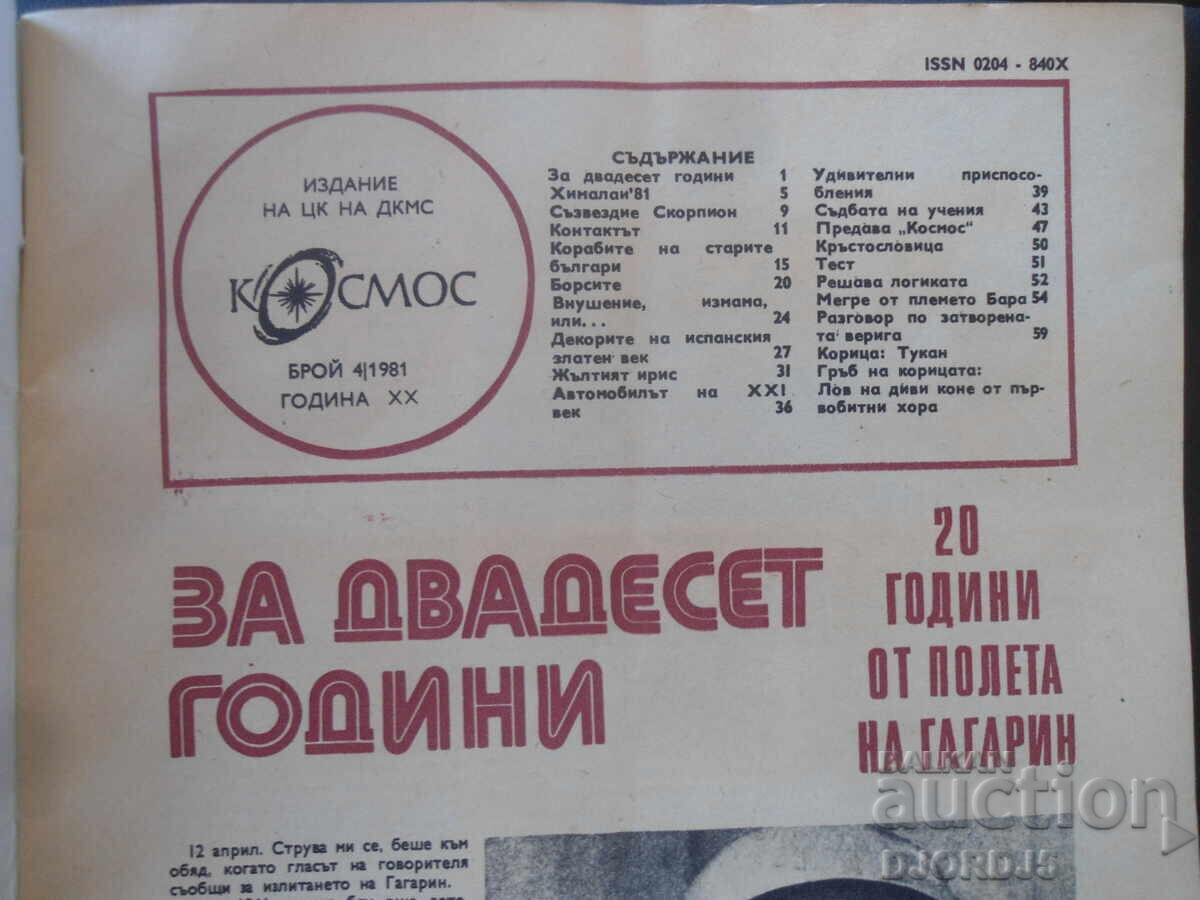 ISSN 0204 - 840X
ИЗДАНИЕ
НА ЦК НА ДКМС
КОСМОС
БРОЙ 4|1981
ГОДИНА XX
СЪДЪРЖАНИЕ
За двадесет години 1
Хималаи'81 5
Съзвездие Скорпион 9
Контактът 11
Корабите на старите
българи 15
Борсите 20
Внушение, измама,
или... 24
Декорите на испанския
златен век 27
Жълтият ирис 31
Автомобилът на XXI
век 36
Удивителни приспосо-
бления 39
Съдбата на учения 43
Предава „Космос“ 47
Кръстословица 50
Тест 51
Решава логиката 52
Мегре от племето Бара 54
Разговор по затворена-
та верига 59
Корица: Тукан
Гръб на корицата:
Лов на диви коне от пър-
вобитни хора
ЗА ДВАДЕСЕТ
ГОДИНИ
20
ГОДИНИ
ОТ ПОЛЕТА
НА ГАГАРИН
12 април. Струва ми се, беше към
обяд, когато гласът на говорителя
съобщи за излитането на Гагарин.
BALKAN
auction
DJORDJ5